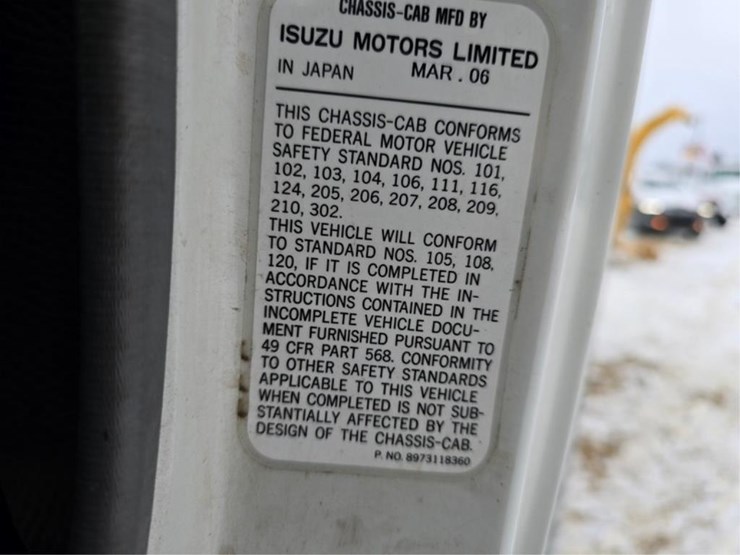 CHASSIS-CAB MFD BY
ISUZU MOTORS LIMITED
IN JAPAN MAR . 06
THIS CHASSIS-CAB CONFORMS
TO FEDERAL MOTOR VEHICLE
SAFETY STANDARD NOS. 101,
102, 103, 104, 106, 111, 116,
124, 205, 206, 207, 208, 209,
210, 302.
THIS VEHICLE WILL CONFORM
TO STANDARD NOS. 105, 108,
120, IF IT IS COMPLETED IN
ACCORDANCE WITH THE IN-
STRUCTIONS CONTAINED IN THE
INCOMPLETE VEHICLE DOCU-
MENT FURNISHED PURSUANT TO
49 CFR PART 568. CONFORMITY
TO OTHER SAFETY STANDARDS
APPLICABLE TO THIS VEHICLE
WHEN COMPLETED IS NOT SUB-
STANTIALLY AFFECTED BY THE
DESIGN OF THE CHASSIS-CAB.
P. NO. 8973118360